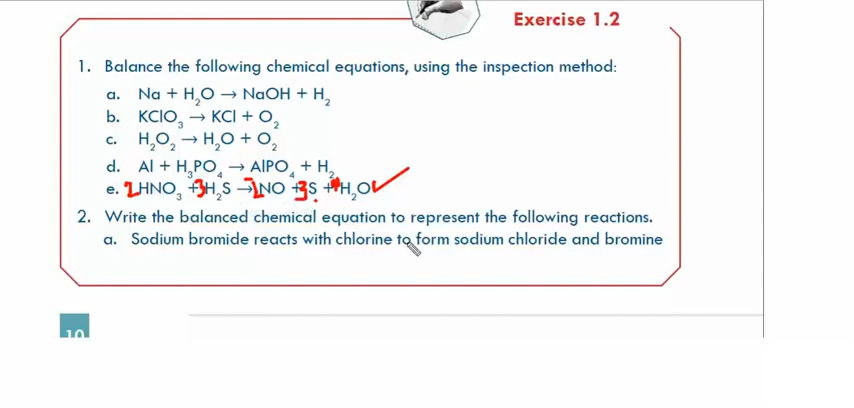 Exercise 1.2
1. Balance the following chemical equations, using the inspection method:
a. Na + H₂O → NaOH + H₂
b. KClO₃ → KCl + O₂
c. H₂O₂ → H₂O + O₂
d. Al + H₃PO₄ → AlPO₄ + H₂
e. 2HNO₃ + 3H₂S → 2NO + 3S + H₂O
2. Write the balanced chemical equation to represent the following reactions.
a. Sodium bromide reacts with chlorine to form sodium chloride and bromine
10